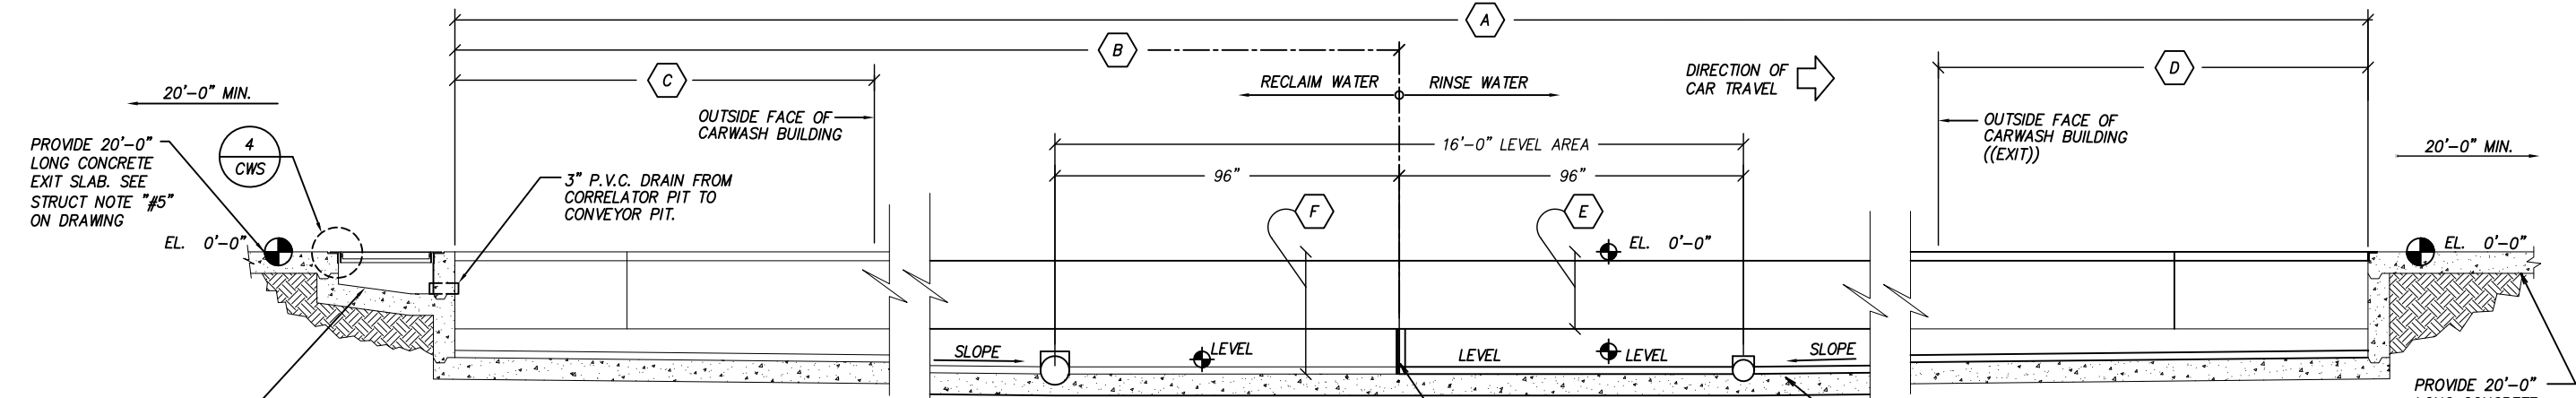 A
B
C
D
DIRECTION OF
CAR TRAVEL
RECLAIM WATER
RINSE WATER
20'-0" MIN.
OUTSIDE FACE OF
CARWASH BUILDING
OUTSIDE FACE OF
CARWASH BUILDING
((EXIT))
20'-0" MIN.
PROVIDE 20'-0"
LONG CONCRETE
EXIT SLAB. SEE
STRUCT NOTE "#5"
ON DRAWING
4
CWS
16'-0" LEVEL AREA
96"
96"
3" P.V.C. DRAIN FROM
CORRELATOR PIT TO
CONVEYOR PIT.
F
E
EL. 0'-0"
EL. 0'-0"
EL. 0'-0"
SLOPE
LEVEL
LEVEL
LEVEL
SLOPE
PROVIDE 20'-0"